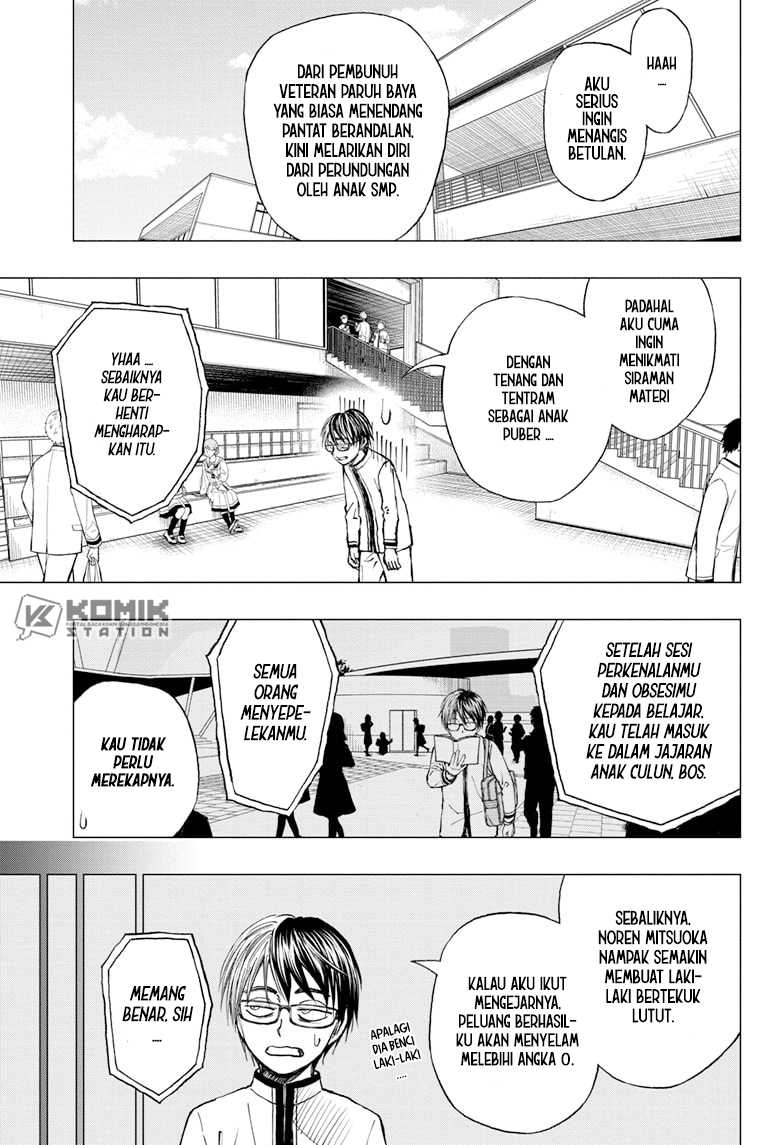 HAAH
....
AKU
SERIUS
INGIN
MENANGIS
BETULAN.
DARI PEMBUNUH
VETERAN PARUH BAYA
YANG BIASA MENENDANG
PANTAT BERANDALAN,
KINI MELARIKAN DIRI
DARI PERUNDUNGAN
OLEH ANAK SMP.
PADAHAL
AKU CUMA
INGIN
MENIKMATI
SIRAMAN
MATERI
DENGAN
TENANG DAN
TENTRAM
SEBAGAI ANAK
PUBER ....
YHAA ....
SEBAIKNYA
KAU BER-
HENTI
MENGHARAP-
KAN ITU.
KOMIK
STATION
SETELAH SESI
PERKENALANMU
DAN OBSESIMU
KEPADA BELAJAR,
KAU TELAH MASUK
KE DALAM JAJARAN
ANAK CULUN, BOS.
SEMUA
ORANG
MENYEPE-
LEKANMU.
KAU TIDAK
PERLU
MEREKAPNYA.
SEBALIKNYA,
NOREN MITSUOKA
NAMPAK SEMAKIN
MEMBUAT LAKI-
LAKI BERTEKUK
LUTUT.
KALAU AKU IKUT
MENGEJARNYA,
PELUANG BERHASIL-
KU AKAN MENYELAM
MELEBIHI ANGKA 0.
APALAGI
DIA BENCI
LAKI-LAKI
....
MEMANG
BENAR, SIH
....